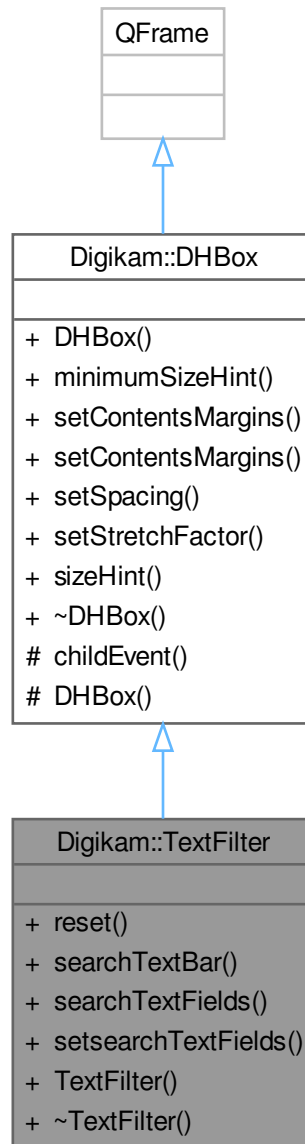 QFrame
Digikam::DHBox
+ DHBox()
+ minimumSizeHint()
+ setContentsMargins()
+ setContentsMargins()
+ setSpacing()
+ setStretchFactor()
+ sizeHint()
+ ~DHBox()
# childEvent()
# DHBox()
Digikam::TextFilter
+ reset()
+ searchTextBar()
+ searchTextFields()
+ setsearchTextFields()
+ TextFilter()
+ ~TextFilter()